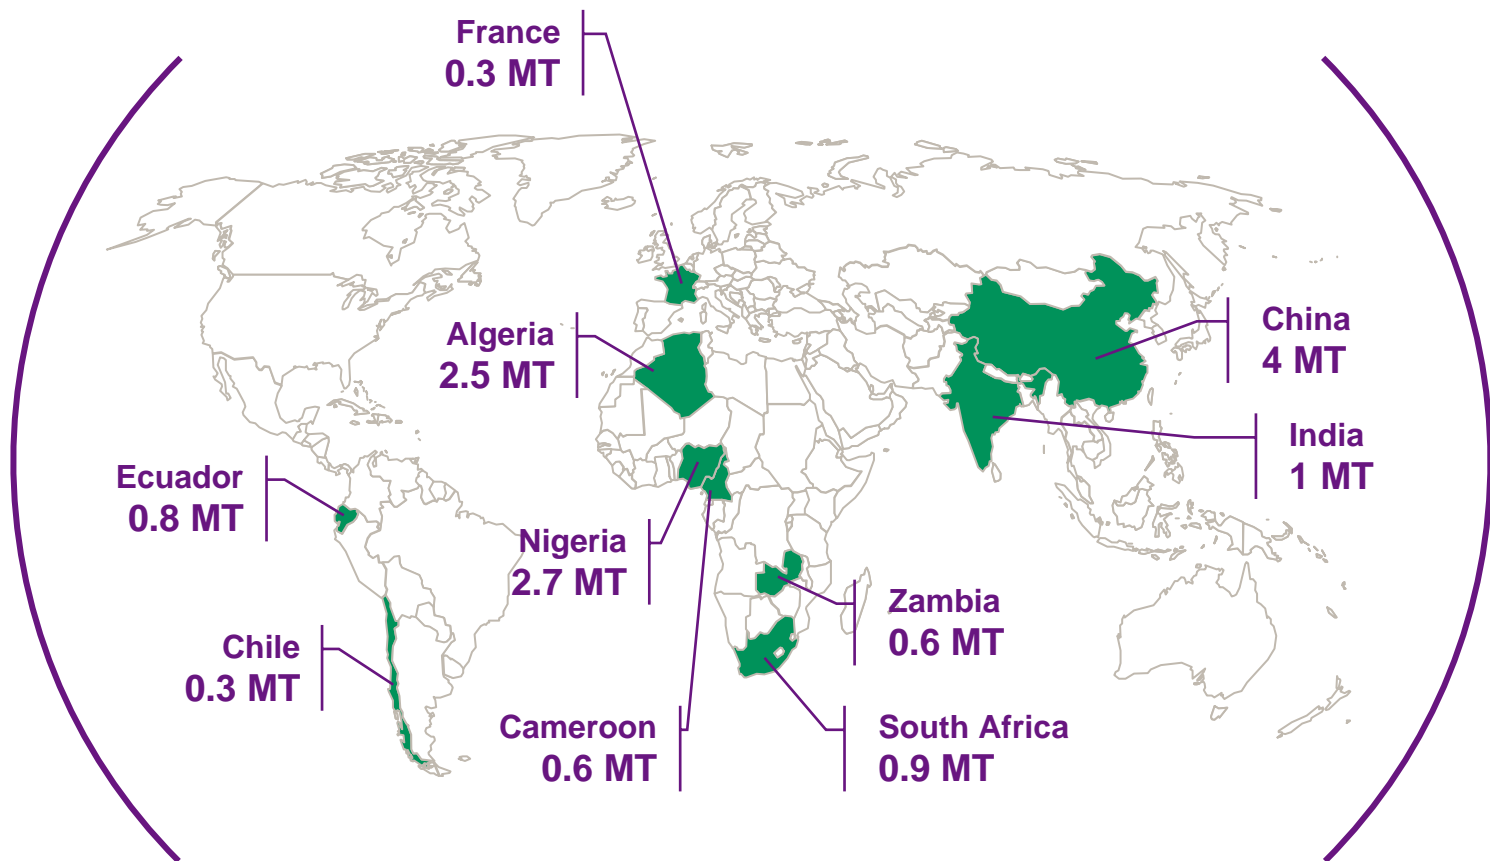 France
0.3 MT
Algeria
2.5 MT
China
4 MT
India
1 MT
Ecuador
0.8 MT
Nigeria
2.7 MT
Zambia
0.6 MT
Chile
0.3 MT
Cameroon
0.6 MT
South Africa
0.9 MT